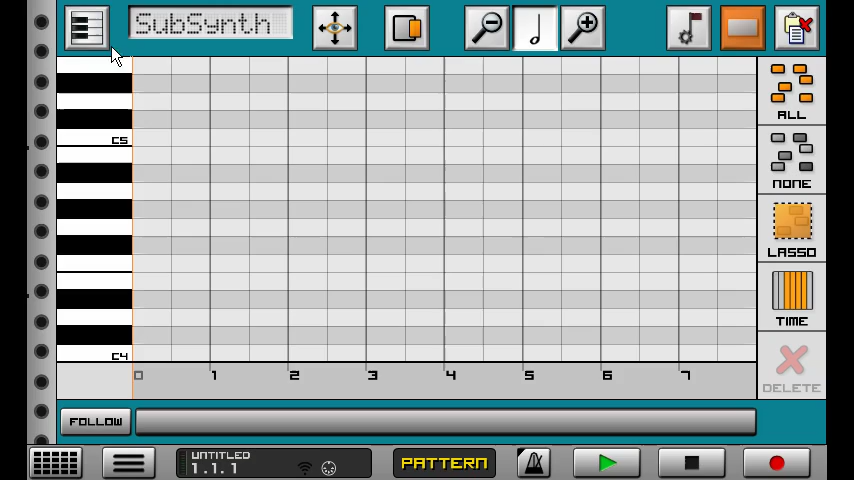 SubSynth
ALL
C5
NONE
LASSO
TIME
C4
0 1 2 3 4 5 6 7
DELETE
FOLLOW
UNTITLED
1.1.1
PATTERN